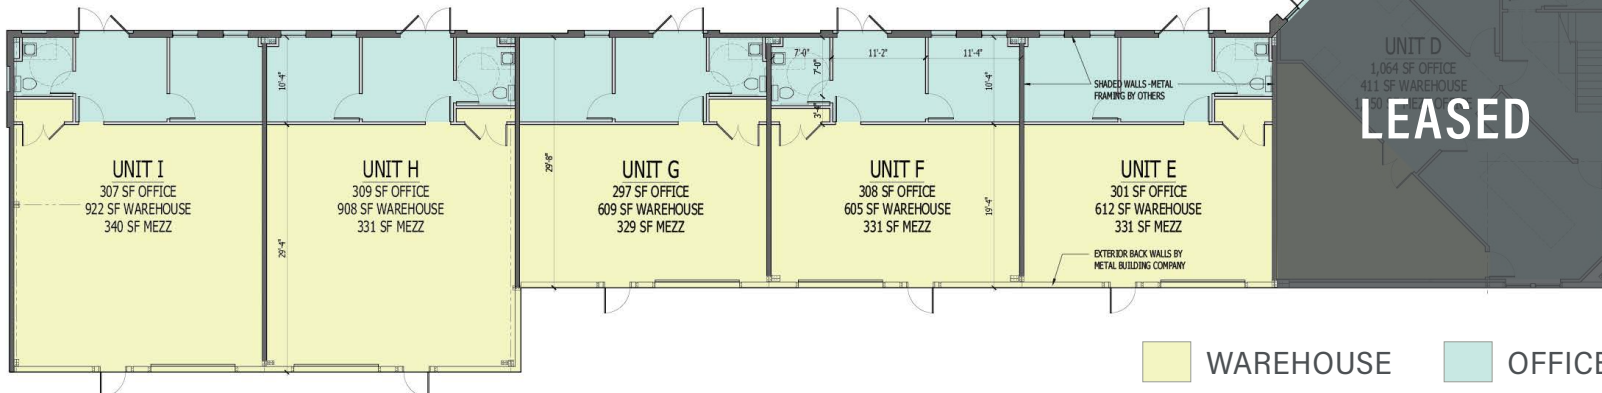 UNIT I
307 SF OFFICE
922 SF WAREHOUSE
340 SF MEZZ
UNIT H
309 SF OFFICE
908 SF WAREHOUSE
331 SF MEZZ
10'-4"
29'-4"
UNIT G
297 SF OFFICE
609 SF WAREHOUSE
329 SF MEZZ
29'-8"
UNIT F
308 SF OFFICE
605 SF WAREHOUSE
331 SF MEZZ
7'-0"
11'-2"
11'-4"
7'-0"
3'-4"
10'-4"
19'-4"
SHADED WALLS -METAL
FRAMING BY OTHERS
UNIT E
301 SF OFFICE
612 SF WAREHOUSE
331 SF MEZZ
EXTERIOR BACK WALLS BY
METAL BUILDING COMPANY
UNIT D
1,064 SF OFFICE
411 SF WAREHOUSE
LEASED
WAREHOUSE
OFFICE